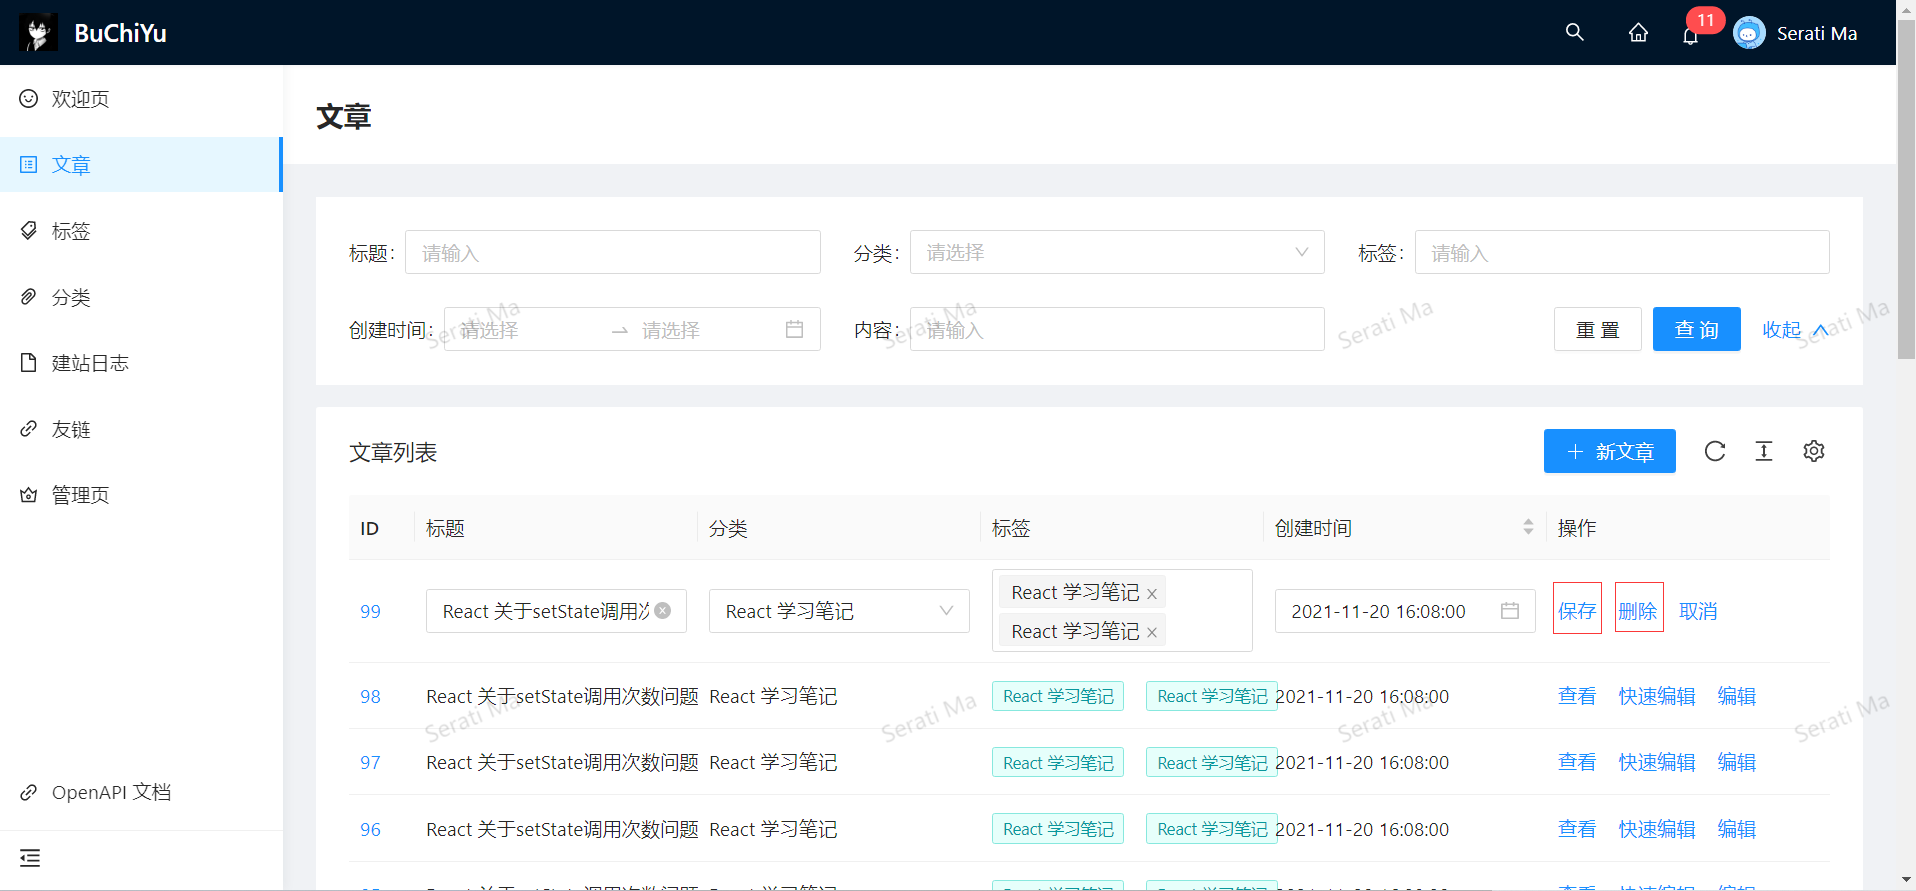 BuChiYu
11
Serati Ma
欢迎页
文章
标签
分类
建站日志
友链
管理页
OpenAPI 文档
文章
标题: 请输入 分类: 请选择 标签: 请输入
创建时间: 请选择 → 请选择 内容: 请输入 重 置 查 询 收起
Serati Ma Serati Ma Serati Ma Serati Ma
文章列表 + 新文章
ID 标题 分类 标签 创建时间 操作
99 React 关于setState调用次 React 学习笔记 React 学习笔记 × React 学习笔记 × 2021-11-20 16:08:00 保存 删除 取消
98 React 关于setState调用次数问题 React 学习笔记 React 学习笔记 React 学习笔记 2021-11-20 16:08:00 查看 快速编辑 编辑
Serati Ma Serati Ma Serati Ma Serati Ma
97 React 关于setState调用次数问题 React 学习笔记 React 学习笔记 React 学习笔记 2021-11-20 16:08:00 查看 快速编辑 编辑
96 React 关于setState调用次数问题 React 学习笔记 React 学习笔记 React 学习笔记 2021-11-20 16:08:00 查看 快速编辑 编辑